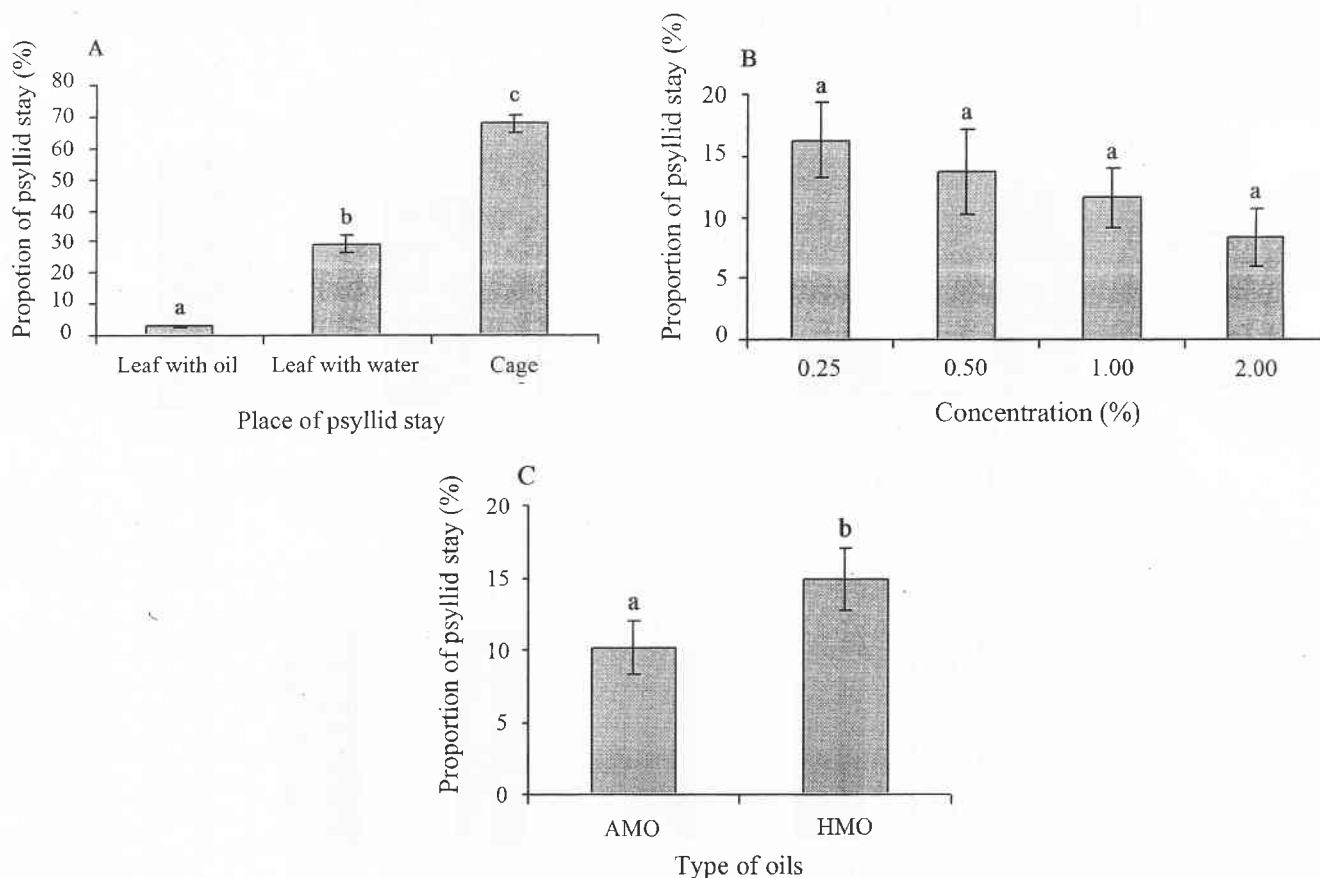 A
Propotion of psyllid stay (%)
80
70
60
50
40
30
20
10
0
a
b
c
Leaf with oil
Leaf with water
Cage
Place of psyllid stay
B
Proportion of psyllid stay (%)
20
15
10
5
0
a
a
a
a
0.25
0.50
1.00
2.00
Concentration (%)
C
Proportion of psyllid stay (%)
20
15
10
5
0
a
b
AMO
HMO
Type of oils